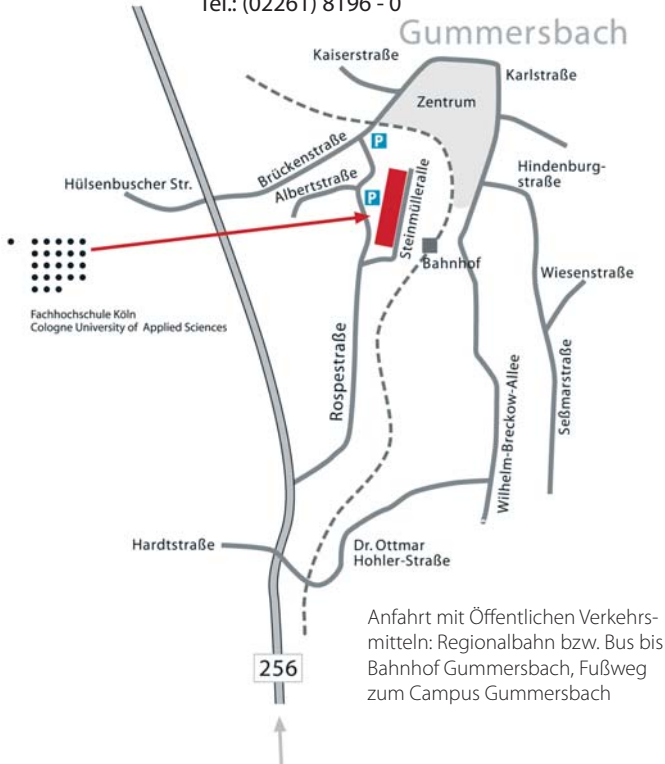 Tel.: (02261) 8196 - 0
Gummersbach
Kaiserstraße
Karlstraße
Zentrum
P
Brückenstraße
Hindenburg-
straße
Hülsenbuscher Str.
Albertstraße
P
Steinmülleralle
Bahnhof
Wiesenstraße
Fachhochschule Köln
Cologne University of Applied Sciences
Rospestraße
Seßmarstraße
Wilhelm-Breckow-Allee
Hardtstraße
Dr. Ottmar
Hohler-Straße
Anfahrt mit Öffentlichen Verkehrs-
mitteln: Regionalbahn bzw. Bus bis
Bahnhof Gummersbach, Fußweg
zum Campus Gummersbach
256